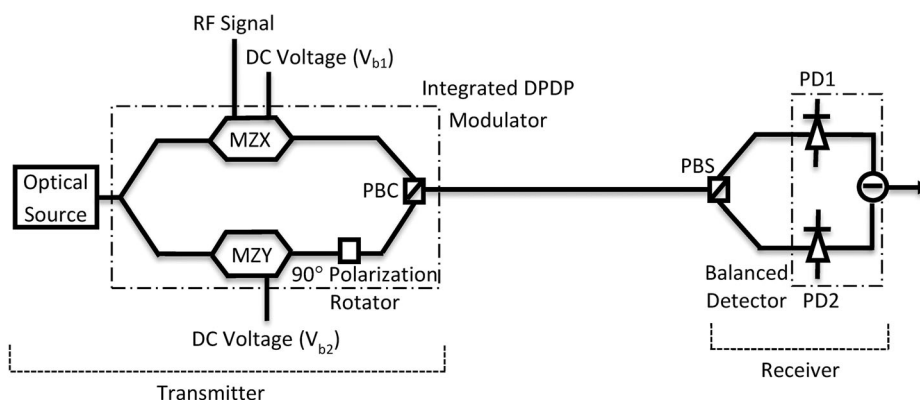 RF Signal
DC Voltage (Vb1)
Integrated DPDP
Modulator
MZX
Optical
Source
PBC
MZY
90° Polarization
Rotator
DC Voltage (Vb2)
Transmitter
PBS
PD1
Balanced
Detector
PD2
Receiver